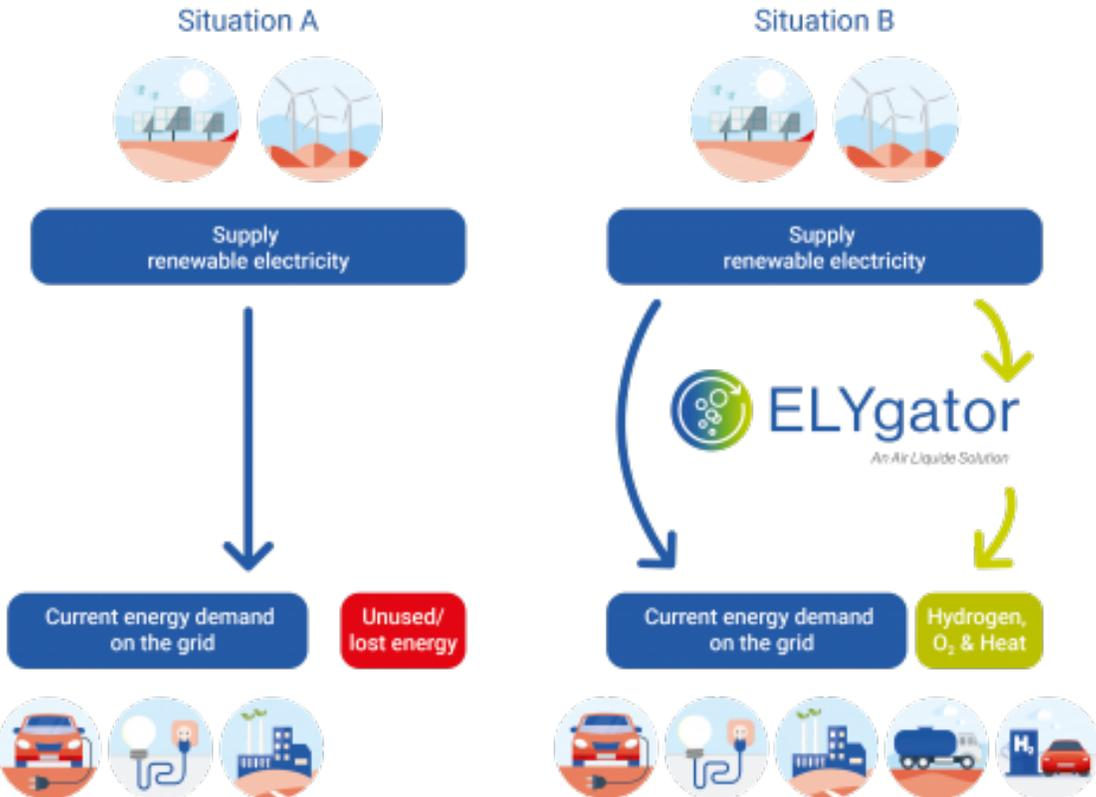 Situation A
Supply
renewable electricity
Current energy demand
on the grid
Unused/
lost energy
Situation B
Supply
renewable electricity
ELYgator
An Air Liquide Solution
Current energy demand
on the grid
Hydrogen,
O₂ & Heat
H₂